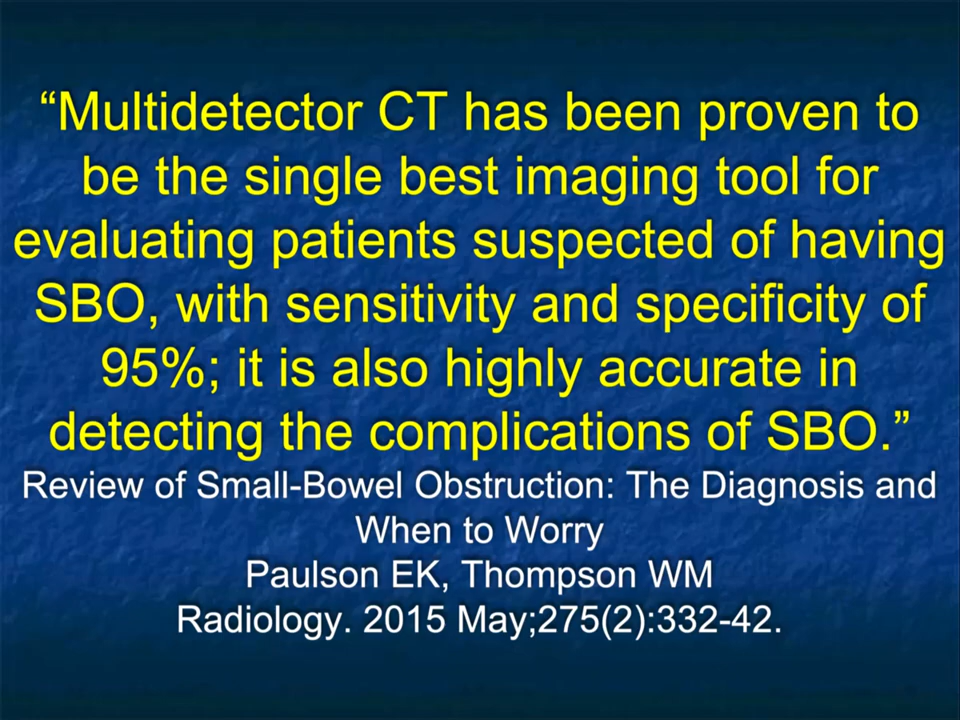 “Multidetector CT has been proven to
be the single best imaging tool for
evaluating patients suspected of having
SBO, with sensitivity and specificity of
95%; it is also highly accurate in
detecting the complications of SBO.”
Review of Small-Bowel Obstruction: The Diagnosis and
When to Worry
Paulson EK, Thompson WM
Radiology. 2015 May;275(2):332-42.